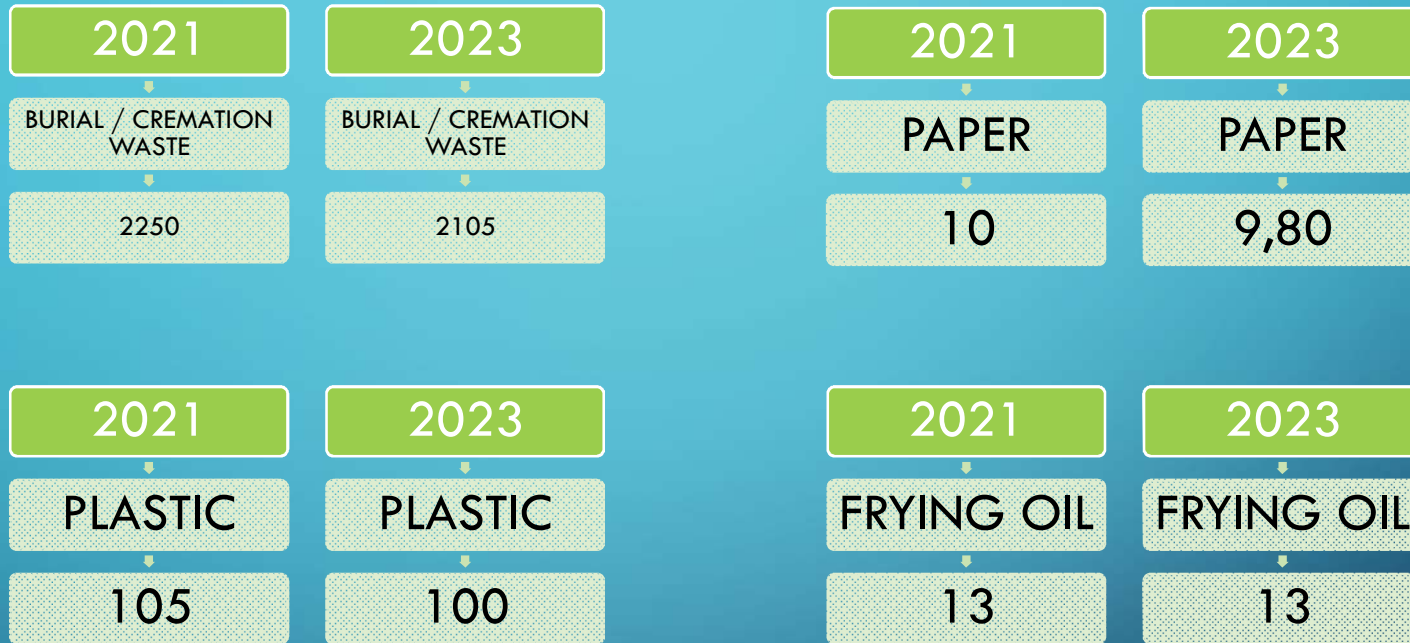 2021
BURIAL / CREMATION
WASTE
2250
2023
BURIAL / CREMATION
WASTE
2105
2021
PAPER
10
2023
PAPER
9,80
2021
PLASTIC
105
2023
PLASTIC
100
2021
FRYING OIL
13
2023
FRYING OIL
13